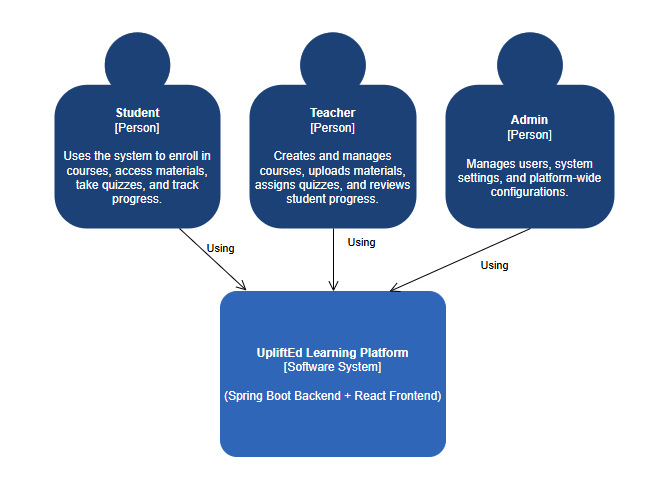 Student
[Person]
Uses the system to enroll in
courses, access materials,
take quizzes, and track
progress.
Teacher
[Person]
Creates and manages
courses, uploads materials,
assigns quizzes, and reviews
student progress.
Admin
[Person]
Manages users, system
settings, and platform-wide
configurations.
Using
Using
Using
UpliftEd Learning Platform
[Software System]
(Spring Boot Backend + React Frontend)